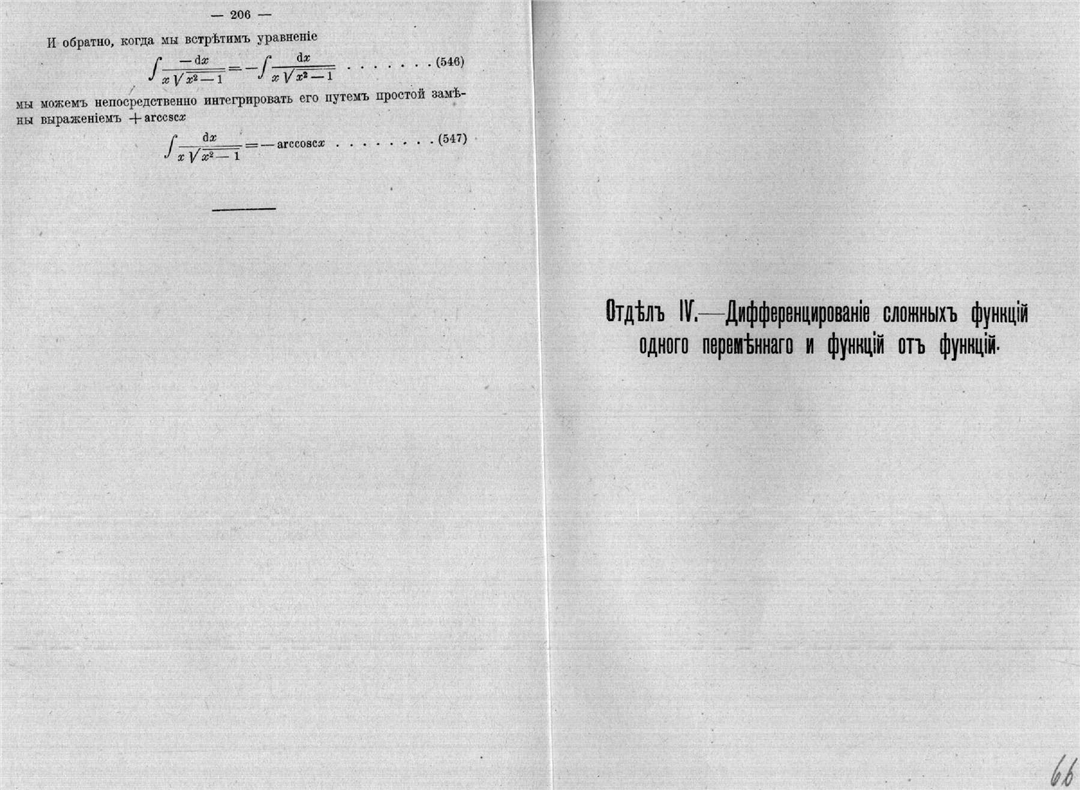 — 206 —
И обратно, когда мы встрѣтимъ уравненіе
∫ −dx / x√x² − 1 = − ∫ dx / x√x² − 1 . . . . . . . (546)
мы можемъ непосредственно интегрировать его путемъ простой замѣ-
ны выраженіемъ + arccscx
∫ dx / x√x² − 1 = − arccoscx . . . . . . . . (547)
Отдѣлъ IV.—Дифференцированіе сложныхъ функцій
одного перемѣннаго и функцій отъ функцій.
66